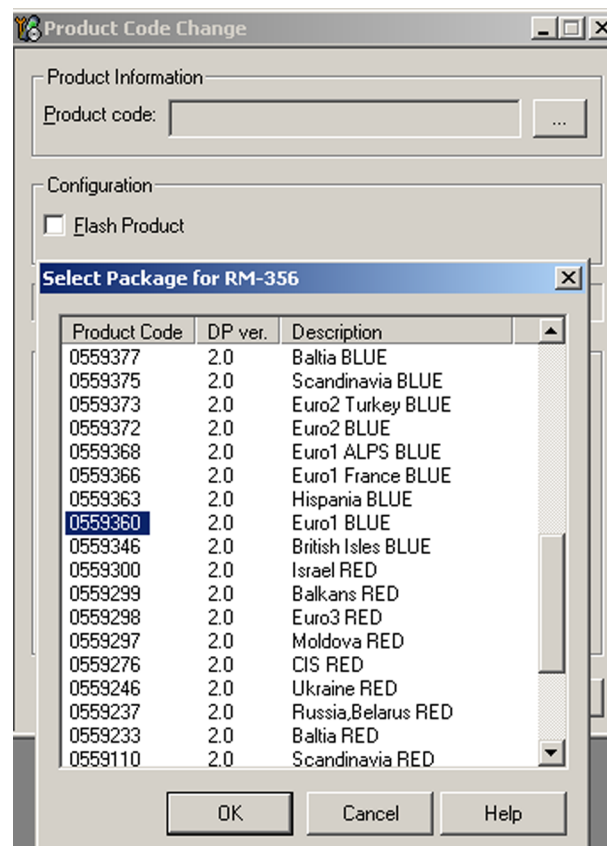 Product Code Change
Product Information
Product code:
...
Configuration
Flash Product
Select Package for RM-356
Product Code DP ver. Description
0559377 2.0 Baltia BLUE
0559375 2.0 Scandinavia BLUE
0559373 2.0 Euro2 Turkey BLUE
0559372 2.0 Euro2 BLUE
0559368 2.0 Euro1 ALPS BLUE
0559366 2.0 Euro1 France BLUE
0559363 2.0 Hispania BLUE
0559360 2.0 Euro1 BLUE
0559346 2.0 British Isles BLUE
0559300 2.0 Israel RED
0559299 2.0 Balkans RED
0559298 2.0 Euro3 RED
0559297 2.0 Moldova RED
0559276 2.0 CIS RED
0559246 2.0 Ukraine RED
0559237 2.0 Russia,Belarus RED
0559233 2.0 Baltia RED
0559110 2.0 Scandinavia RED
OK Cancel Help